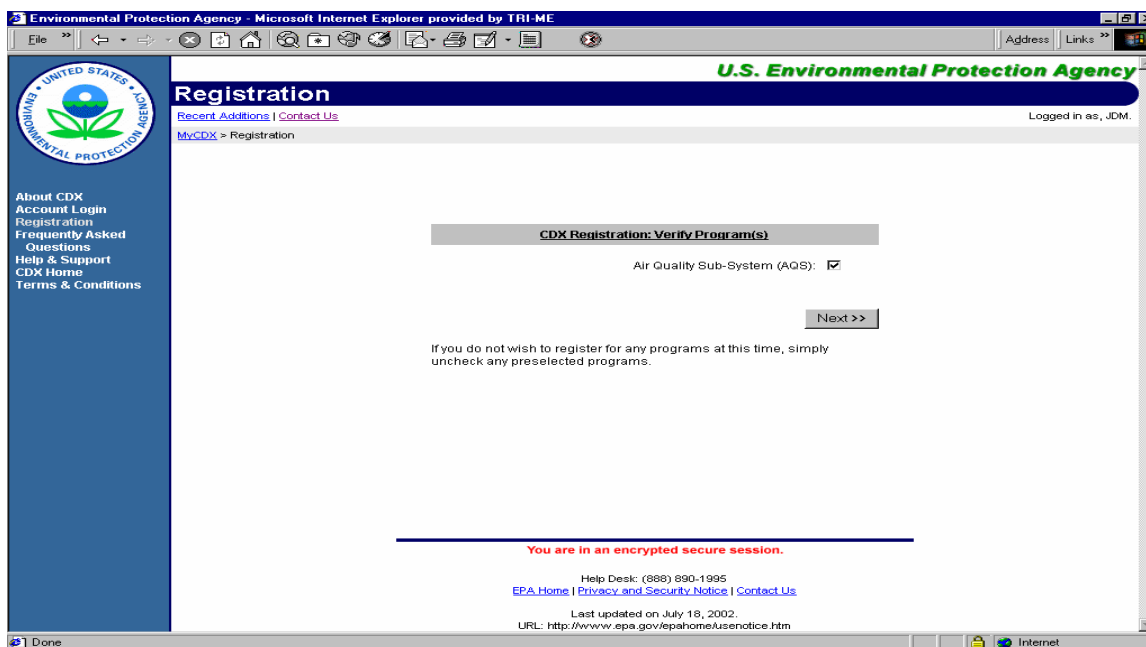 Environmental Protection Agency - Microsoft Internet Explorer provided by TRI-ME
File »
Address Links »
UNITED STATES
ENVIRONMENTAL PROTECTION AGENCY
U.S. Environmental Protection Agency
Registration
Recent Additions | Contact Us
Logged in as, JDM.
MyCDX > Registration
About CDX
Account Login
Registration
Frequently Asked
Questions
Help & Support
CDX Home
Terms & Conditions
CDX Registration: Verify Program(s)
Air Quality Sub-System (AQS):
Next >>
If you do not wish to register for any programs at this time, simply
uncheck any preselected programs.
You are in an encrypted secure session.
Help Desk: (888) 890-1995
EPA Home | Privacy and Security Notice | Contact Us
Last updated on July 18, 2002.
URL: http://www.epa.gov/epahome/usenotice.htm
Done
Internet